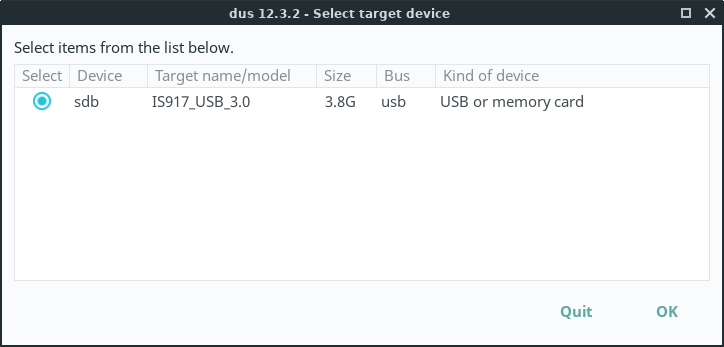 dus 12.3.2 - Select target device
Select items from the list below.
Select Device Target name/model Size Bus Kind of device
sdb IS917_USB_3.0 3.8G usb USB or memory card
Quit OK